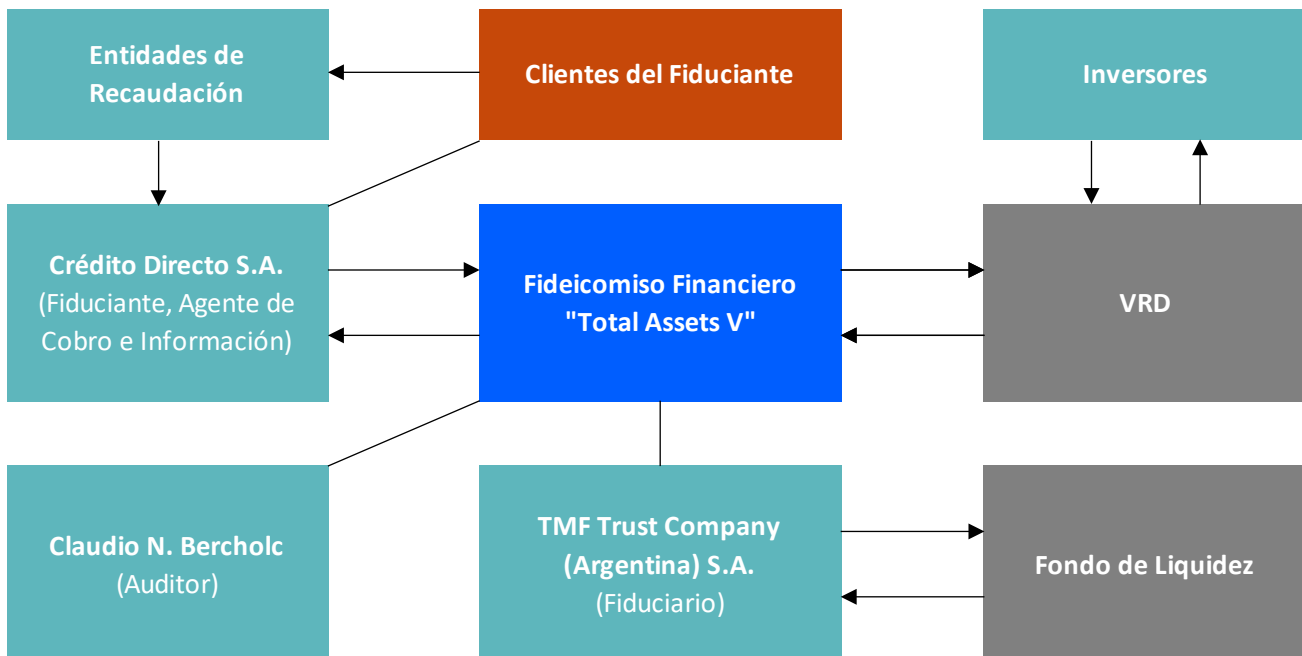 Entidades de
Recaudación
Clientes del Fiduciante
Inversores
Crédito Directo S.A.
(Fiduciante, Agente de
Cobro e Información)
Fideicomiso Financiero
"Total Assets V"
VRD
Claudio N. Bercholc
(Auditor)
TMF Trust Company
(Argentina) S.A.
(Fiduciario)
Fondo de Liquidez